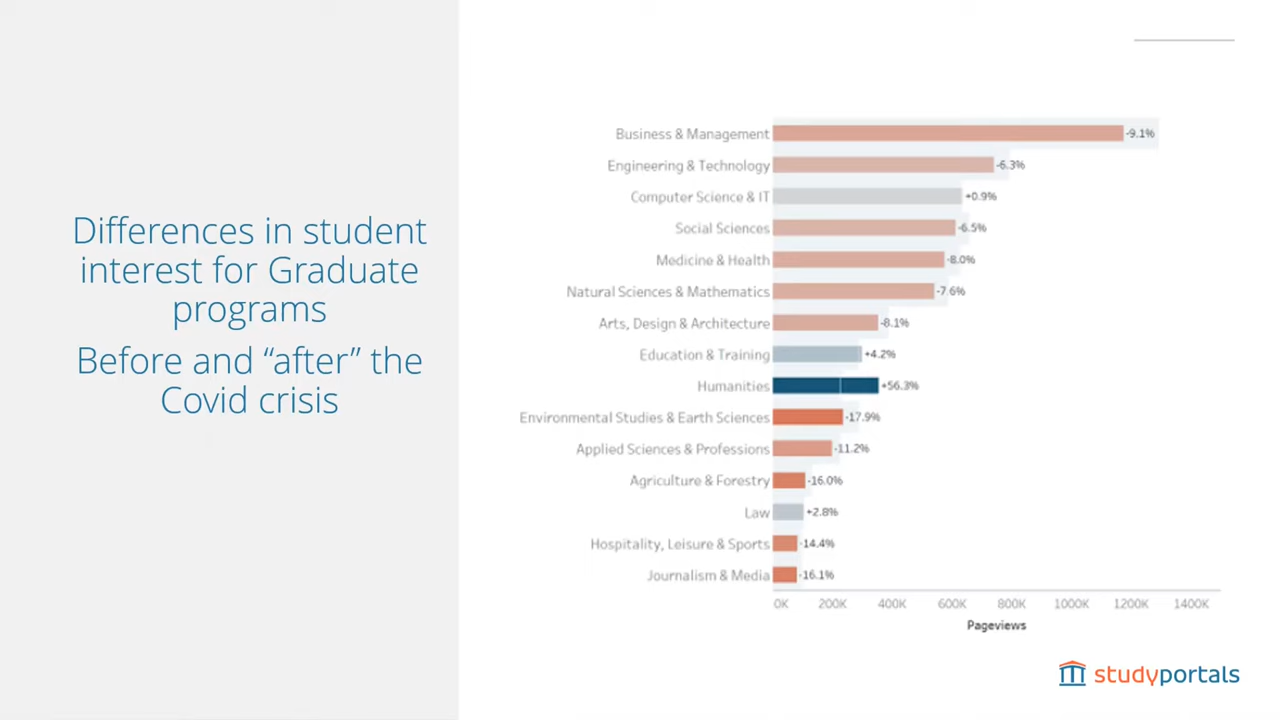 Differences in student
interest for Graduate
programs
Before and “after” the
Covid crisis
Business & Management -9.1%
Engineering & Technology -6.3%
Computer Science & IT +0.9%
Social Sciences -6.5%
Medicine & Health -8.0%
Natural Sciences & Mathematics -7.6%
Arts, Design & Architecture -8.1%
Education & Training +4.2%
Humanities +56.3%
Environmental Studies & Earth Sciences -17.9%
Applied Sciences & Professions -11.2%
Agriculture & Forestry -16.0%
Law +2.8%
Hospitality, Leisure & Sports -14.4%
Journalism & Media -16.1%
0K 200K 400K 600K 800K 1000K 1200K 1400K
Pageviews
studyportals